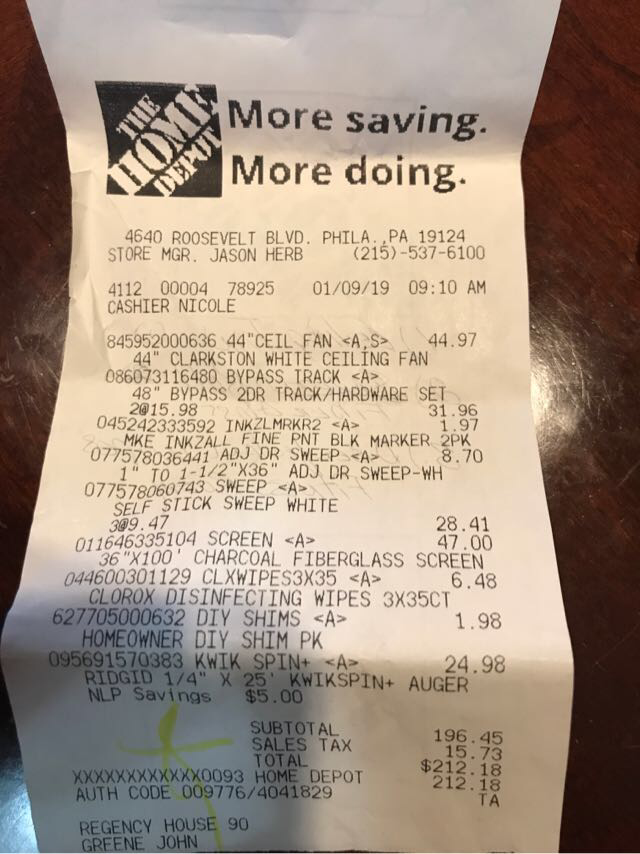 THE
HOME
DEPOT
More saving.
More doing.
4640 ROOSEVELT BLVD. PHILA.,PA 19124
STORE MGR. JASON HERB (215)-537-6100
4112 00004 78925 01/09/19 09:10 AM
CASHIER NICOLE
845952000636 44"CEIL FAN <A,S> 44.97
44" CLARKSTON WHITE CEILING FAN
086073116480 BYPASS TRACK <A>
48" BYPASS 2DR TRACK/HARDWARE SET
2@15.98 31.96
045242333592 INKZLMRKR2 <A> 1.97
MKE INKZALL FINE PNT BLK MARKER 2PK
077578036441 ADJ DR SWEEP <A> 8.70
1" TO 1-1/2"X36" ADJ DR SWEEP-WH
077578060743 SWEEP <A>
SELF STICK SWEEP WHITE
3@9.47 28.41
011646335104 SCREEN <A> 47.00
36"X100' CHARCOAL FIBERGLASS SCREEN
044600301129 CLXWIPES3X35 <A> 6.48
CLOROX DISINFECTING WIPES 3X35CT
627705000632 DIY SHIMS <A> 1.98
HOMEOWNER DIY SHIM PK
095691570383 KWIK SPIN+ <A> 24.98
RIDGID 1/4" X 25' KWIKSPIN+ AUGER
NLP Savings $5.00
SUBTOTAL 196.45
SALES TAX 15.73
TOTAL $212.18
XXXXXXXXXXXX0093 HOME DEPOT 212.18
AUTH CODE 009776/4041829 TA
REGENCY HOUSE 90
GREENE JOHN